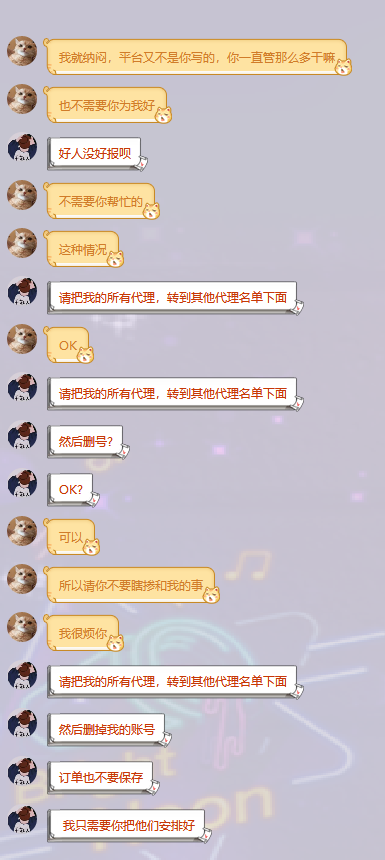 我就纳闷，平台又不是你写的，你一直管那么多干嘛
也不需要你为我好
好人没好报呗
不需要你帮忙的
这种情况
请把我的所有代理，转到其他代理名单下面
OK
请把我的所有代理，转到其他代理名单下面
然后删号？
OK?
可以
所以请你不要瞎掺和我的事
我很烦你
请把我的所有代理，转到其他代理名单下面
然后删掉我的账号
订单也不要保存
我只需要你把他们安排好